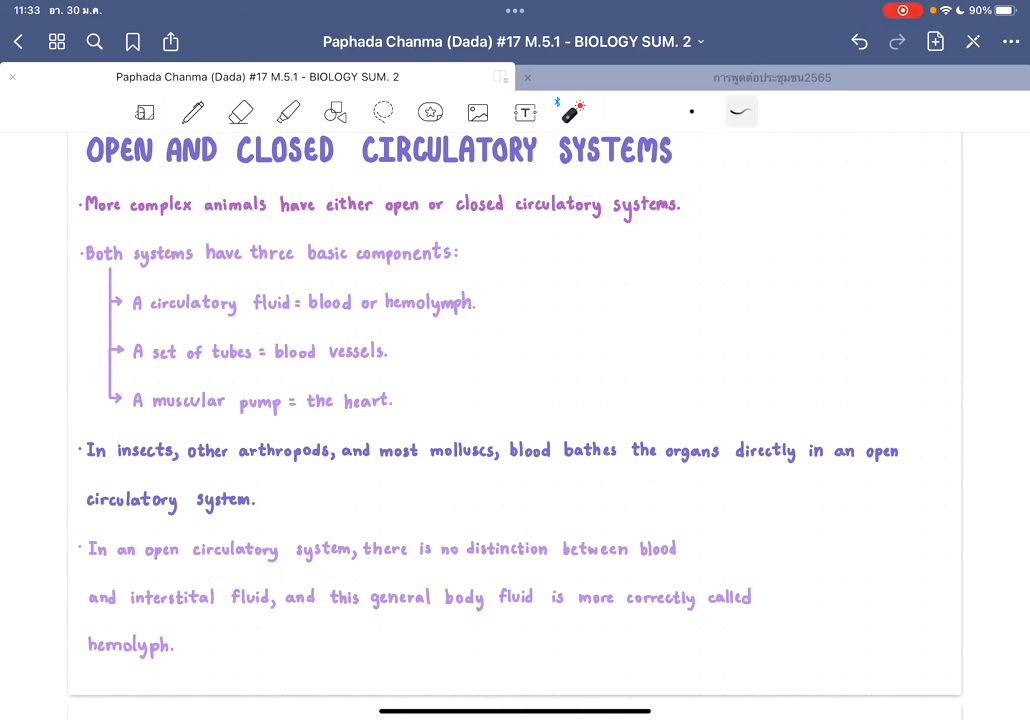 11:33 อา. 30 ม.ค.
90%
Paphada Chanma (Dada) #17 M.5.1 - BIOLOGY SUM. 2
Paphada Chanma (Dada) #17 M.5.1 - BIOLOGY SUM. 2
การพูดต่อประชุมชน2565
OPEN AND CLOSED CIRCULATORY SYSTEMS
· More complex animals have either open or closed circulatory systems.
· Both systems have three basic components:
→ A circulatory fluid = blood or hemolymph.
→ A set of tubes = blood vessels.
→ A muscular pump = the heart.
· In insects, other arthropods, and most molluscs, blood bathes the organs directly in an open
circulatory system.
· In an open circulatory system, there is no distinction between blood
and interstital fluid, and this general body fluid is more correctly called
hemolyph.